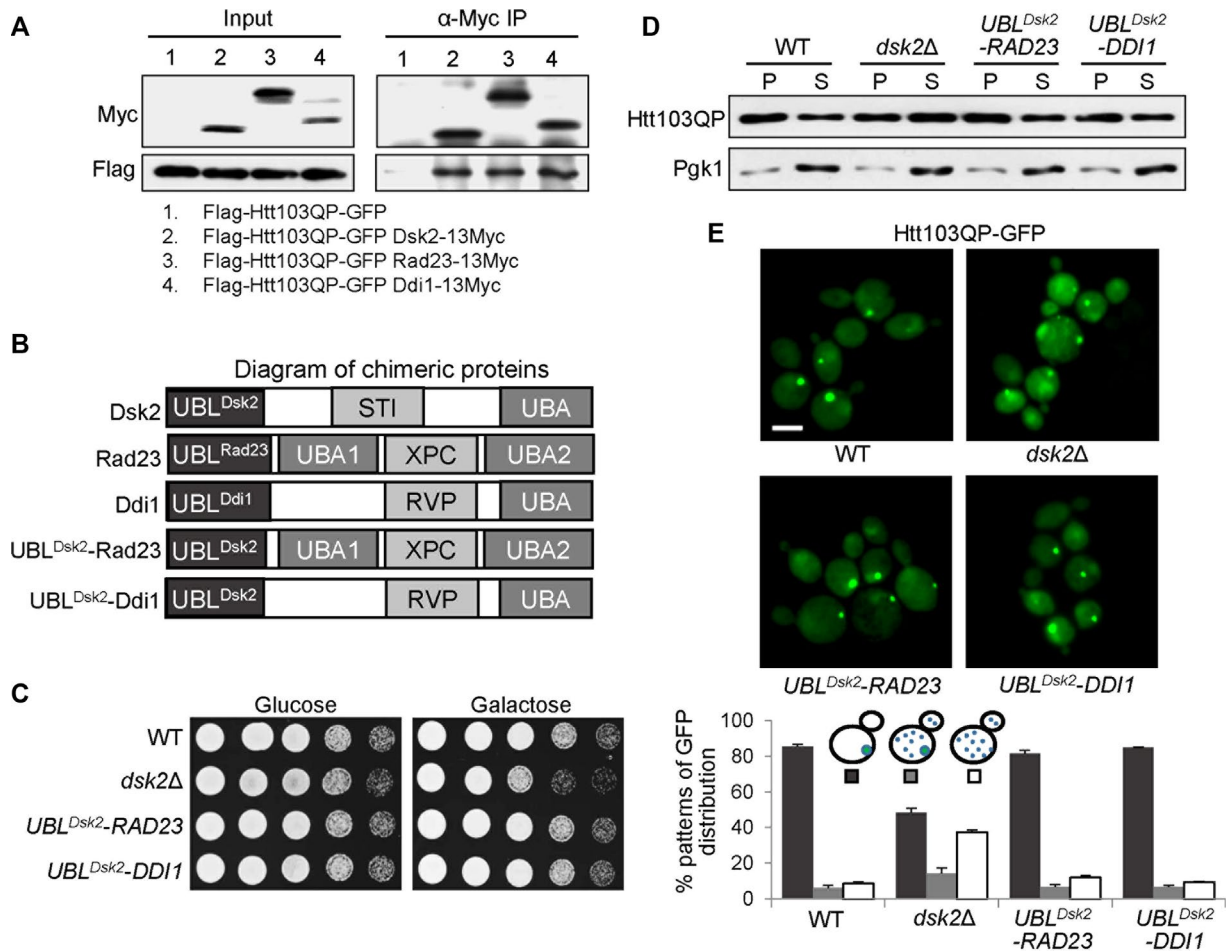 A
Input
α-Myc IP
1 2 3 4 1 2 3 4
Myc
Flag
1. Flag-Htt103QP-GFP
2. Flag-Htt103QP-GFP Dsk2-13Myc
3. Flag-Htt103QP-GFP Rad23-13Myc
4. Flag-Htt103QP-GFP Ddi1-13Myc
B
Diagram of chimeric proteins
Dsk2 UBL^Dsk2 STI UBA
Rad23 UBL^Rad23 UBA1 XPC UBA2
Ddi1 UBL^Ddi1 RVP UBA
UBL^Dsk2-Rad23 UBL^Dsk2 UBA1 XPC UBA2
UBL^Dsk2-Ddi1 UBL^Dsk2 RVP UBA
C
Glucose Galactose
WT
dsk2Δ
UBL^Dsk2-RAD23
UBL^Dsk2-DDI1
D
WT dsk2Δ UBL^Dsk2 -RAD23 UBL^Dsk2 -DDI1
P S P S P S P S
Htt103QP
Pgk1
E
Htt103QP-GFP
WT dsk2Δ
UBL^Dsk2-RAD23 UBL^Dsk2-DDI1
% patterns of GFP
distribution
100
80
60
40
20
0
WT dsk2Δ UBL^Dsk2 -RAD23 UBL^Dsk2 -DDI1